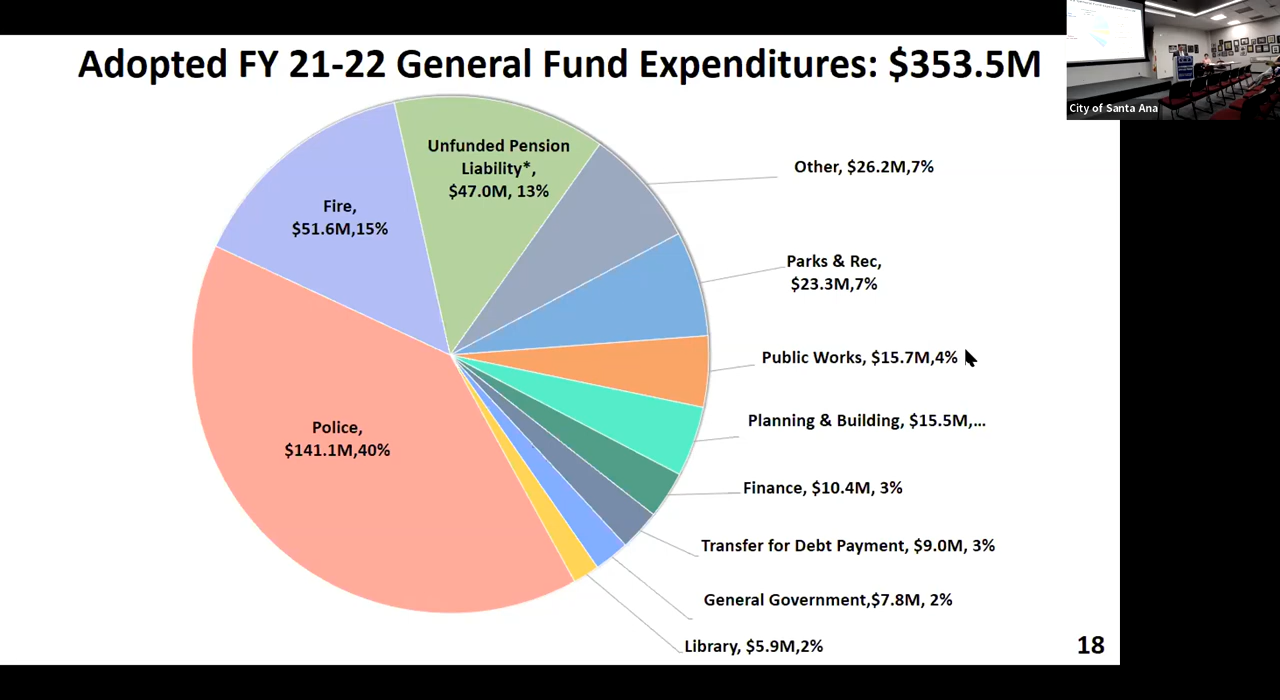 Adopted FY 21-22 General Fund Expenditures: $353.5M
City of Santa Ana
Unfunded Pension
Liability*,
$47.0M, 13%
Other, $26.2M,7%
Fire,
$51.6M,15%
Parks & Rec,
$23.3M,7%
Public Works, $15.7M,4%
Planning & Building, $15.5M,...
Police,
$141.1M,40%
Finance, $10.4M, 3%
Transfer for Debt Payment, $9.0M, 3%
General Government,$7.8M, 2%
Library, $5.9M,2%
18